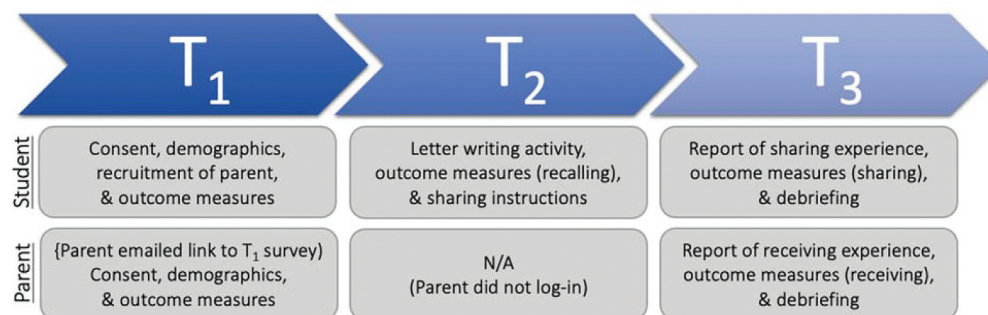 T1
T2
T3
Student
Consent, demographics,
recruitment of parent,
& outcome measures
Letter writing activity,
outcome measures (recalling),
& sharing instructions
Report of sharing experience,
outcome measures (sharing),
& debriefing
Parent
{Parent emailed link to T1 survey)
Consent, demographics,
& outcome measures
N/A
(Parent did not log-in)
Report of receiving experience,
outcome measures (receiving),
& debriefing